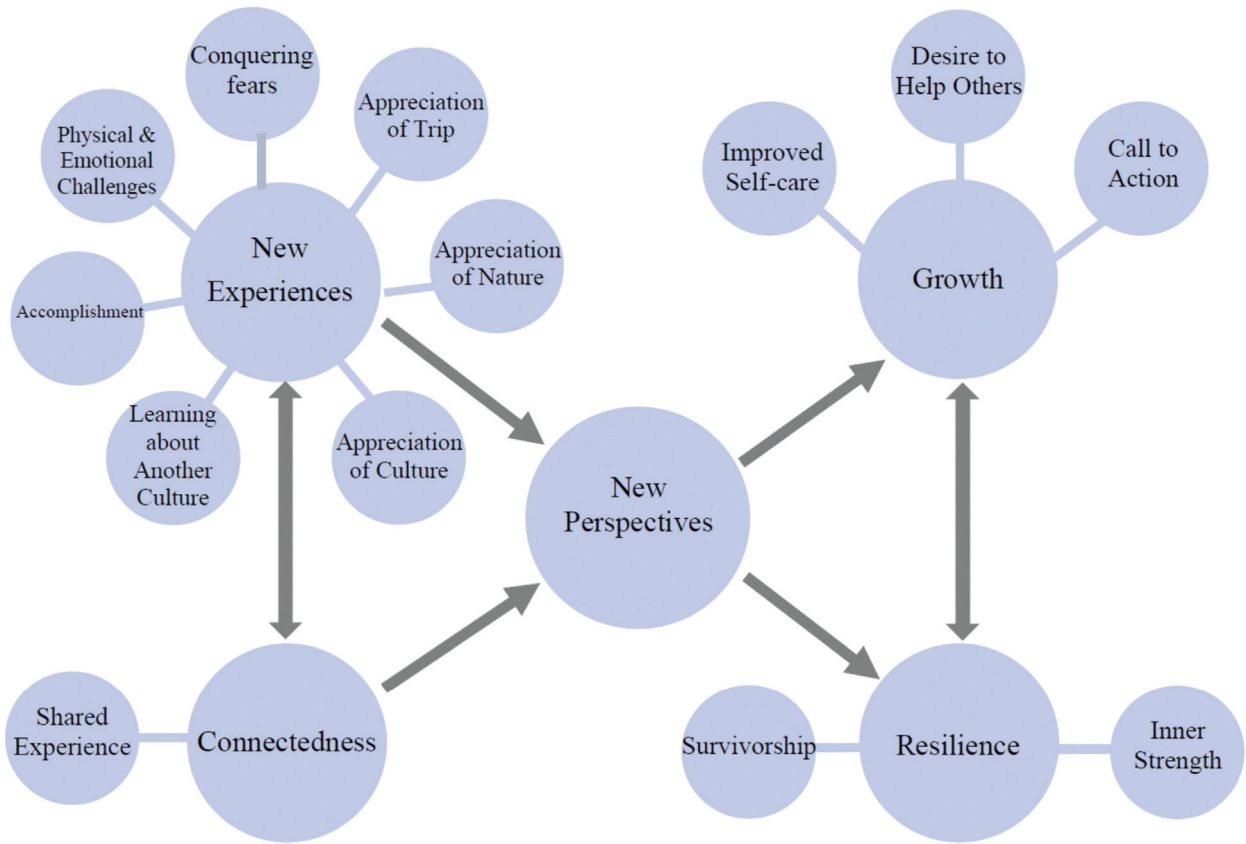 Conquering
fears
Appreciation
of Trip
Physical &
Emotional
Challenges
New
Experiences
Appreciation
of Nature
Accomplishment
Learning
about
Another
Culture
Appreciation
of Culture
Desire to
Help Others
Improved
Self-care
Call to
Action
Growth
New
Perspectives
Shared
Experience
Connectedness
Survivorship
Resilience
Inner
Strength